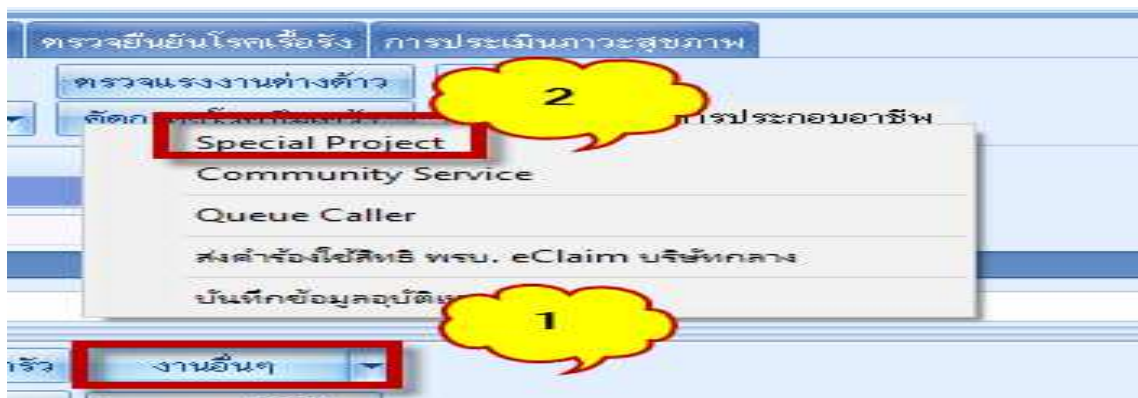 ตรวจยืนยันโรคเรื้อรัง การประเมินภาวะสุขภาพ
ตรวจแรงงานต่างด้าว
2
การประกอบอาชีพ
Special Project
Community Service
Queue Caller
ส่งคำร้องใช้สิทธิ พรบ. eClaim บริษัทกลาง
บันทึกข้อมูล
1
งานอื่นๆ